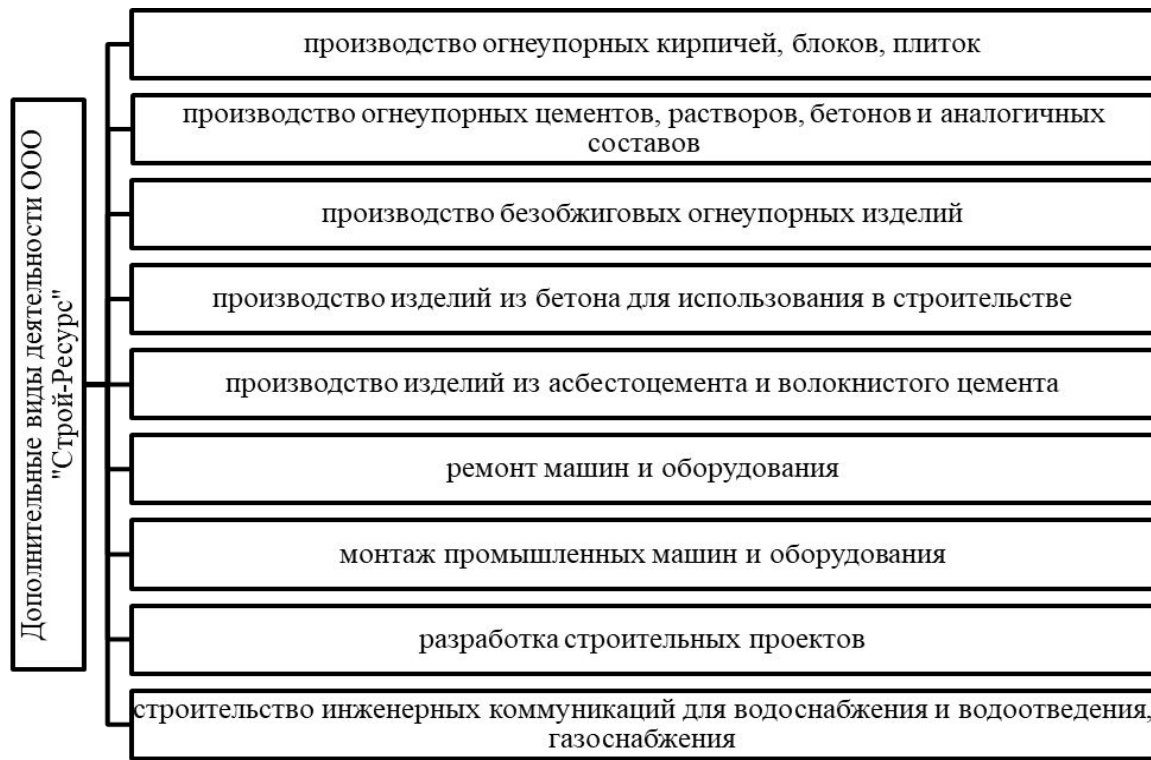 Дополнительные виды деятельности ООО
"Строй-Ресурс"
производство огнеупорных кирпичей, блоков, плиток
производство огнеупорных цементов, растворов, бетонов и аналогичных
составов
производство безобжиговых огнеупорных изделий
производство изделий из бетона для использования в строительстве
производство изделий из асбестоцемента и волокнистого цемента
ремонт машин и оборудования
монтаж промышленных машин и оборудования
разработка строительных проектов
строительство инженерных коммуникаций для водоснабжения и водоотведения,
газоснабжения